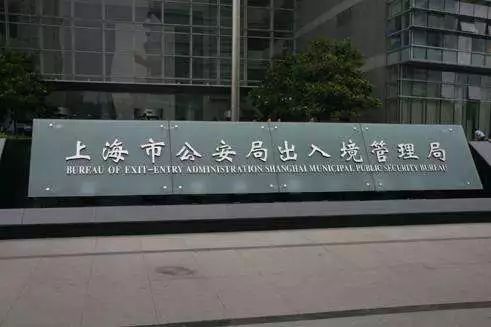 上海市公安局出入境管理局
BUREAU OF EXIT-ENTRY ADMINISTRATION SHANGHAI MUNICIPAL PUBLIC SECURITY BUREAU